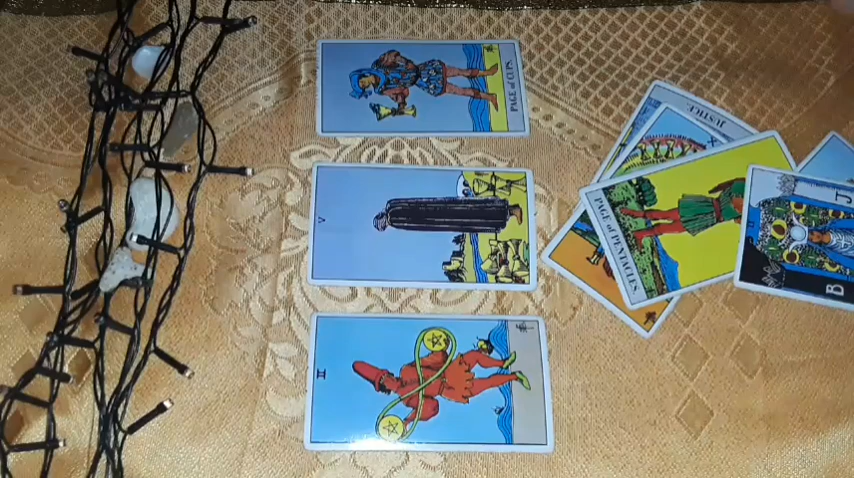 PAGE of CUPS.
V
II
JUSTICE.
X
PAGE of PENTACLES.
J
B